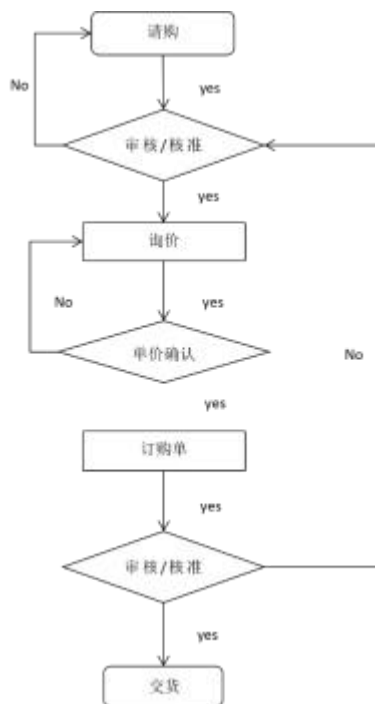 请购
No
yes
审核/核准
yes
询价
No
yes
单价确认
No
yes
订购单
yes
审核/核准
yes
交货